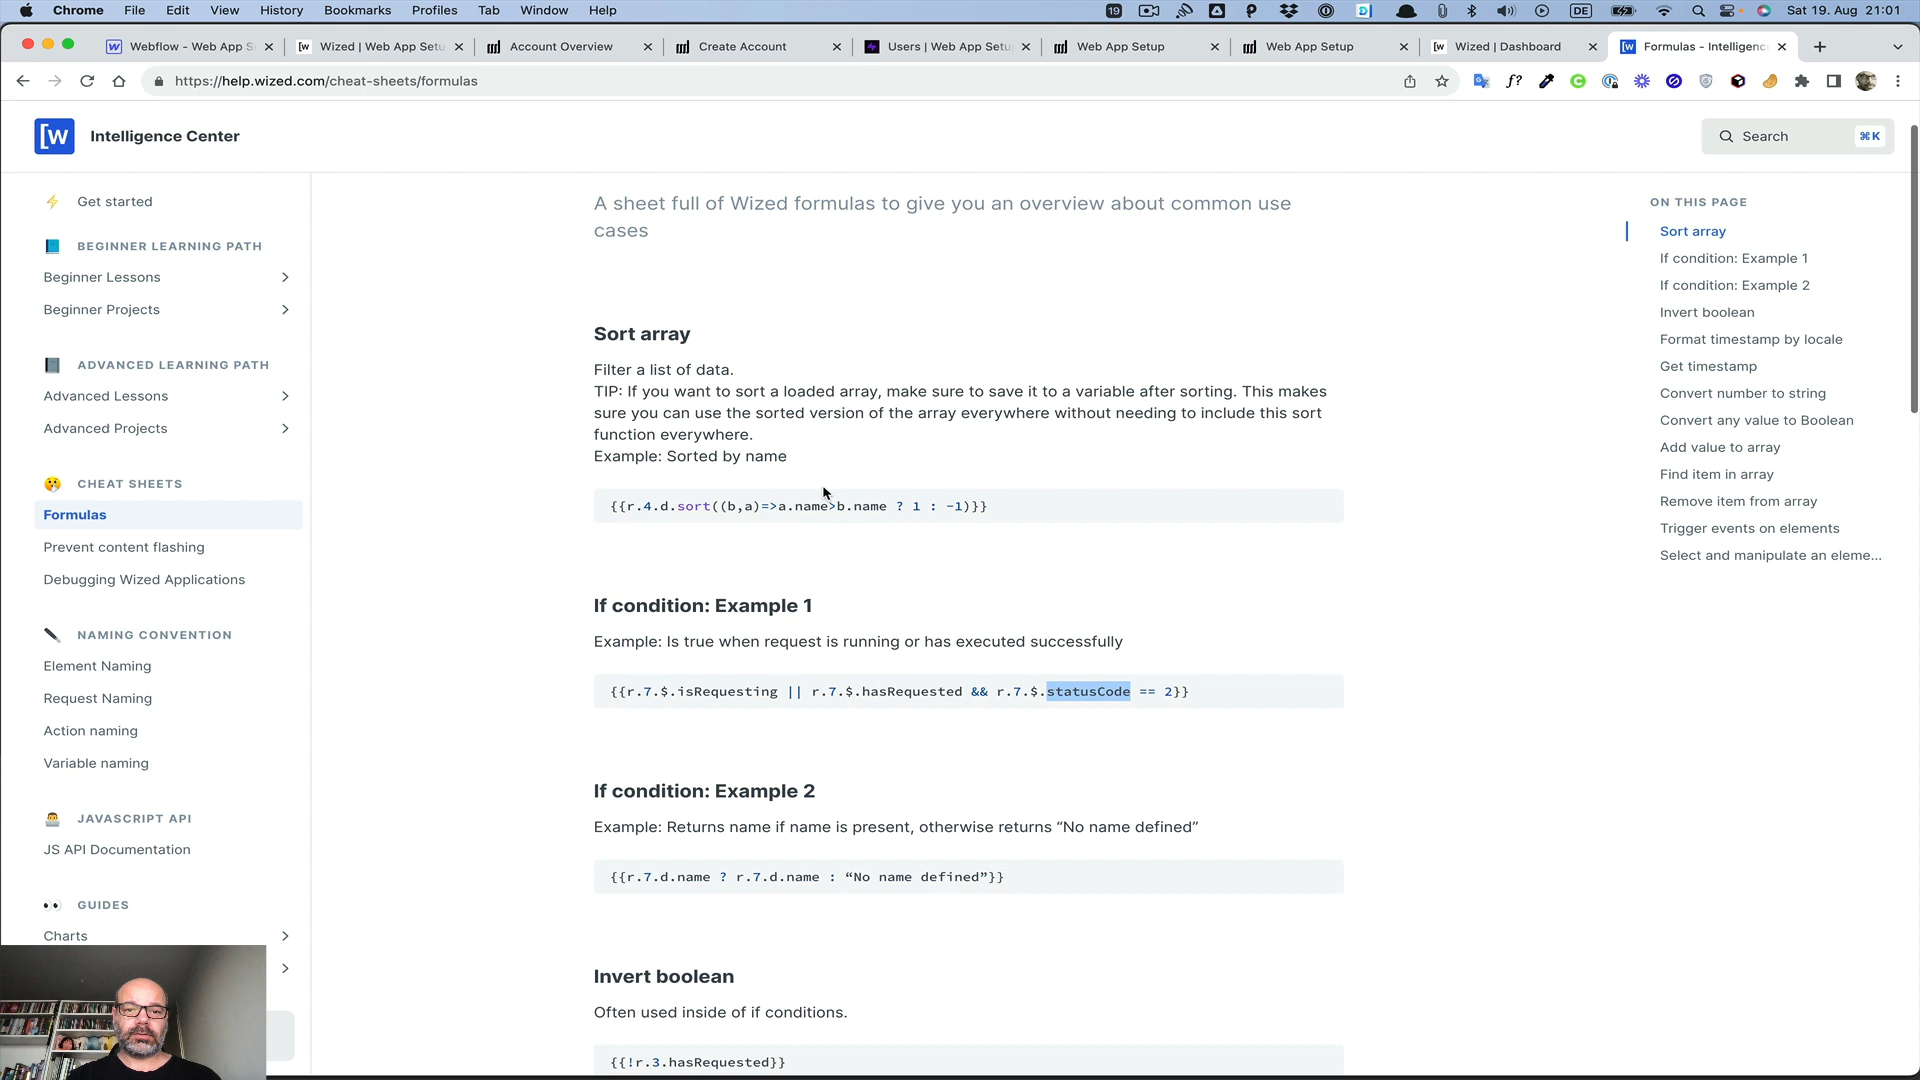 Chrome File Edit View History Bookmarks Profiles Tab Window Help
19 DE Sat 19. Aug 21:01
Webflow - Web App S
Wized | Web App Setu
Account Overview
Create Account
Users | Web App Setu
Web App Setup
Web App Setup
Wized | Dashboard
Formulas - Intelligenc
https://help.wized.com/cheat-sheets/formulas
[W Intelligence Center
Search ⌘K
Get started
BEGINNER LEARNING PATH
Beginner Lessons
Beginner Projects
ADVANCED LEARNING PATH
Advanced Lessons
Advanced Projects
CHEAT SHEETS
Formulas
Prevent content flashing
Debugging Wized Applications
NAMING CONVENTION
Element Naming
Request Naming
Action naming
Variable naming
JAVASCRIPT API
JS API Documentation
GUIDES
Charts
A sheet full of Wized formulas to give you an overview about common use
cases
Sort array
Filter a list of data.
TIP: If you want to sort a loaded array, make sure to save it to a variable after sorting. This makes
sure you can use the sorted version of the array everywhere without needing to include this sort
function everywhere.
Example: Sorted by name
{{r.4.d.sort((b,a)=>a.name>b.name ? 1 : -1)}}
If condition: Example 1
Example: Is true when request is running or has executed successfully
{{r.7.$.isRequesting || r.7.$.hasRequested && r.7.$.statusCode == 2}}
If condition: Example 2
Example: Returns name if name is present, otherwise returns “No name defined”
{{r.7.d.name ? r.7.d.name : “No name defined”}}
Invert boolean
Often used inside of if conditions.
{{!r.3.hasRequested}}
ON THIS PAGE
Sort array
If condition: Example 1
If condition: Example 2
Invert boolean
Format timestamp by locale
Get timestamp
Convert number to string
Convert any value to Boolean
Add value to array
Find item in array
Remove item from array
Trigger events on elements
Select and manipulate an eleme...